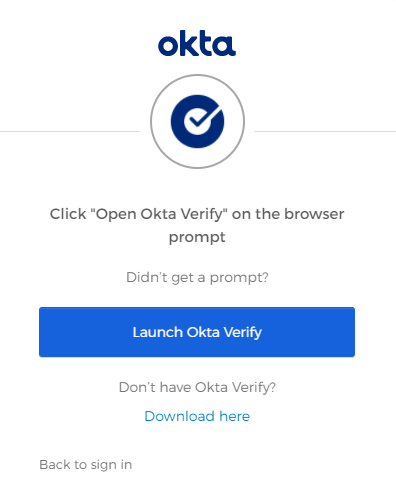 okta
Click "Open Okta Verify" on the browser
prompt
Didn't get a prompt?
Launch Okta Verify
Don't have Okta Verify?
Download here
Back to sign in